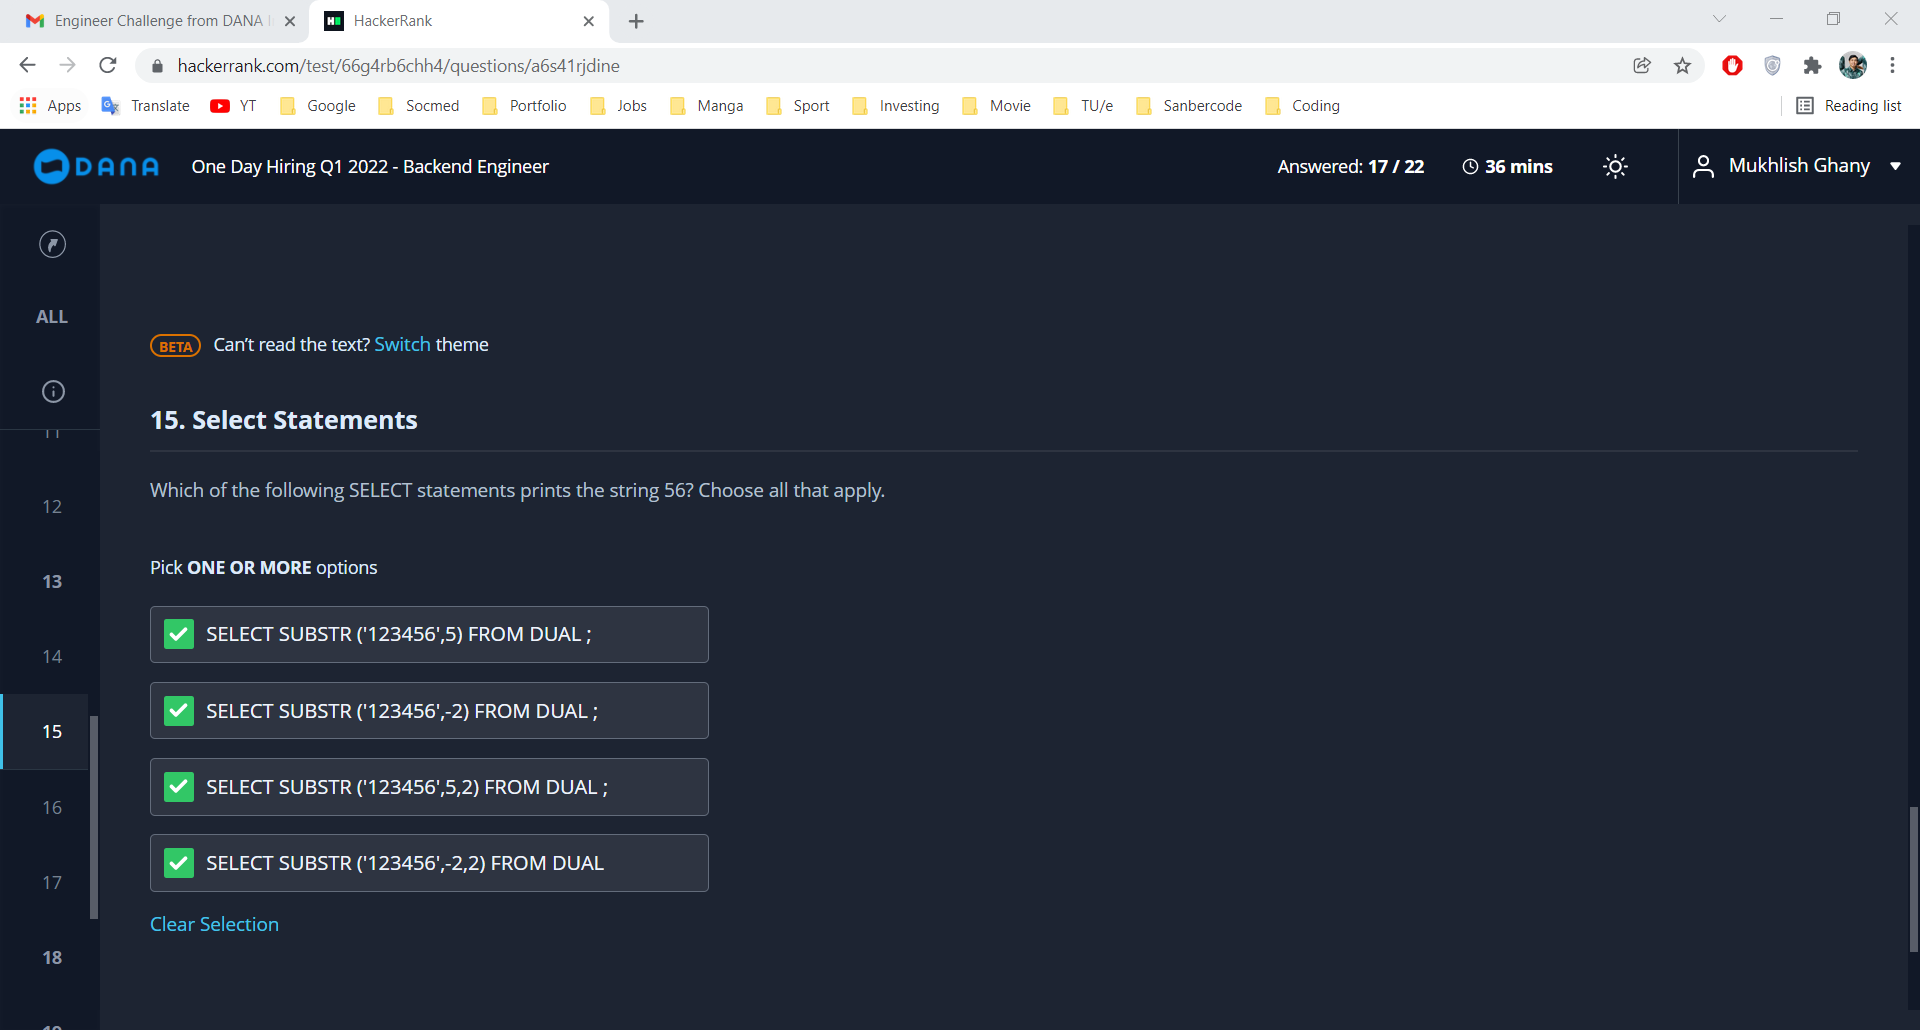 Engineer Challenge from DANA
HackerRank
hackerrank.com/test/66g4rb6chh4/questions/a6s41rjdine
Apps Translate YT Google Socmed Portfolio Jobs Manga Sport Investing Movie TU/e Sanbercode Coding Reading list
DANA One Day Hiring Q1 2022 - Backend Engineer Answered: 17 / 22 36 mins Mukhlish Ghany
ALL
11
12
13
14
15
16
17
18
BETA Can't read the text? Switch theme
15. Select Statements
Which of the following SELECT statements prints the string 56? Choose all that apply.
Pick ONE OR MORE options
SELECT SUBSTR ('123456',5) FROM DUAL ;
SELECT SUBSTR ('123456',-2) FROM DUAL ;
SELECT SUBSTR ('123456',5,2) FROM DUAL ;
SELECT SUBSTR ('123456',-2,2) FROM DUAL
Clear Selection